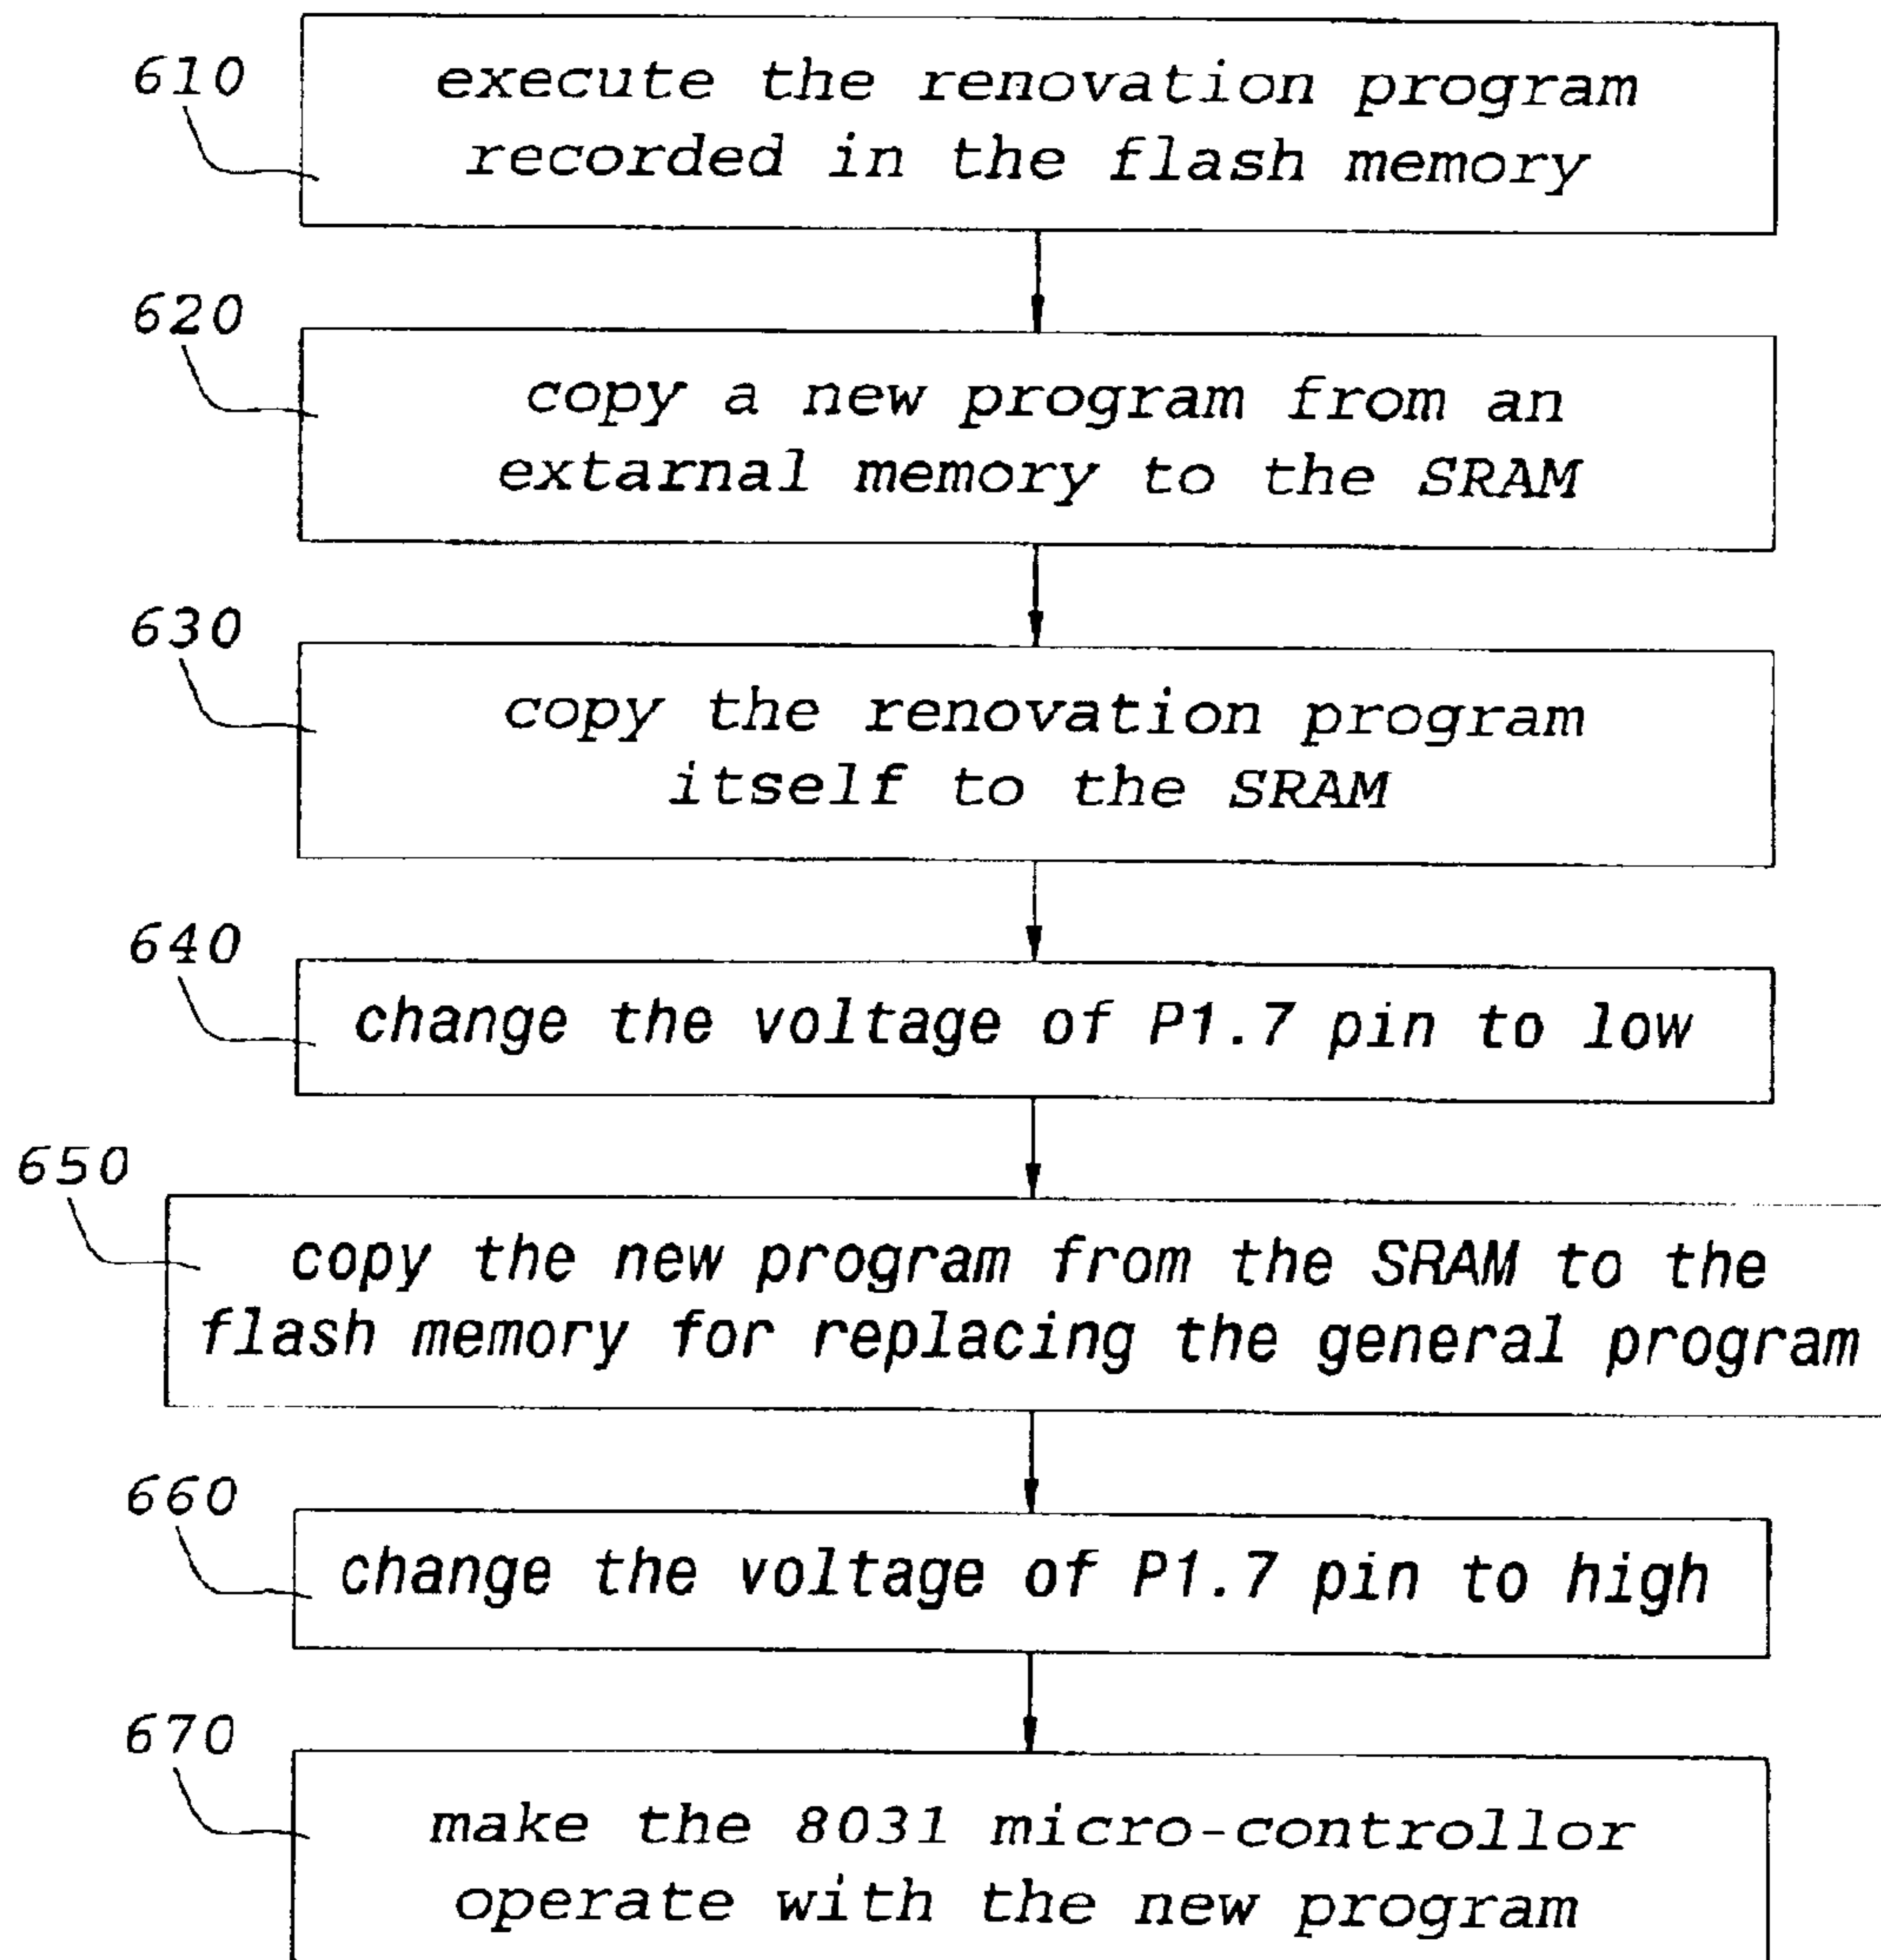 610
execute the renovation program
recorded in the flash memory
620
copy a new program from an
extarnal memory to the SRAM
630
copy the renovation program
itself to the SRAM
640
change the voltage of P1.7 pin to low
650
copy the new program from the SRAM to the
flash memory for replacing the general program
660
change the voltage of P1.7 pin to high
670
make the 8031 micro-controllor
operate with the new program